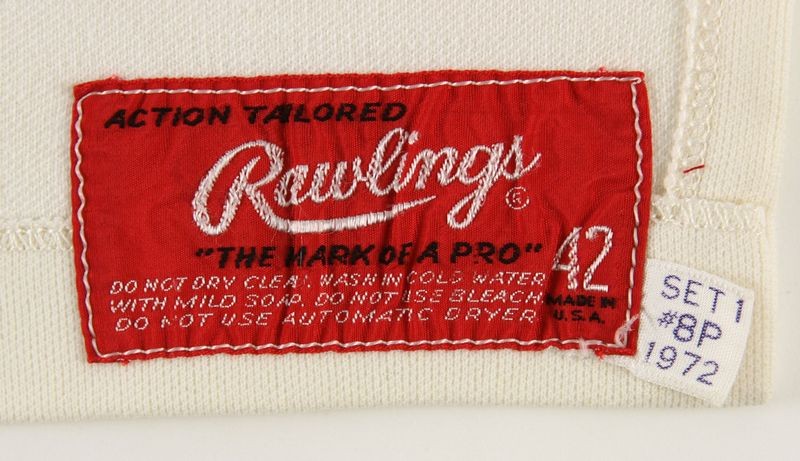 ACTION TAILORED
Rawlings ®
"THE MARK OF A PRO"
42
DO NOT DRY CLEAN. WASH IN COLD WATER
WITH MILD SOAP. DO NOT USE BLEACH.
DO NOT USE AUTOMATIC DRYER.
MADE IN
U.S.A.
SET 1
#8P
1972